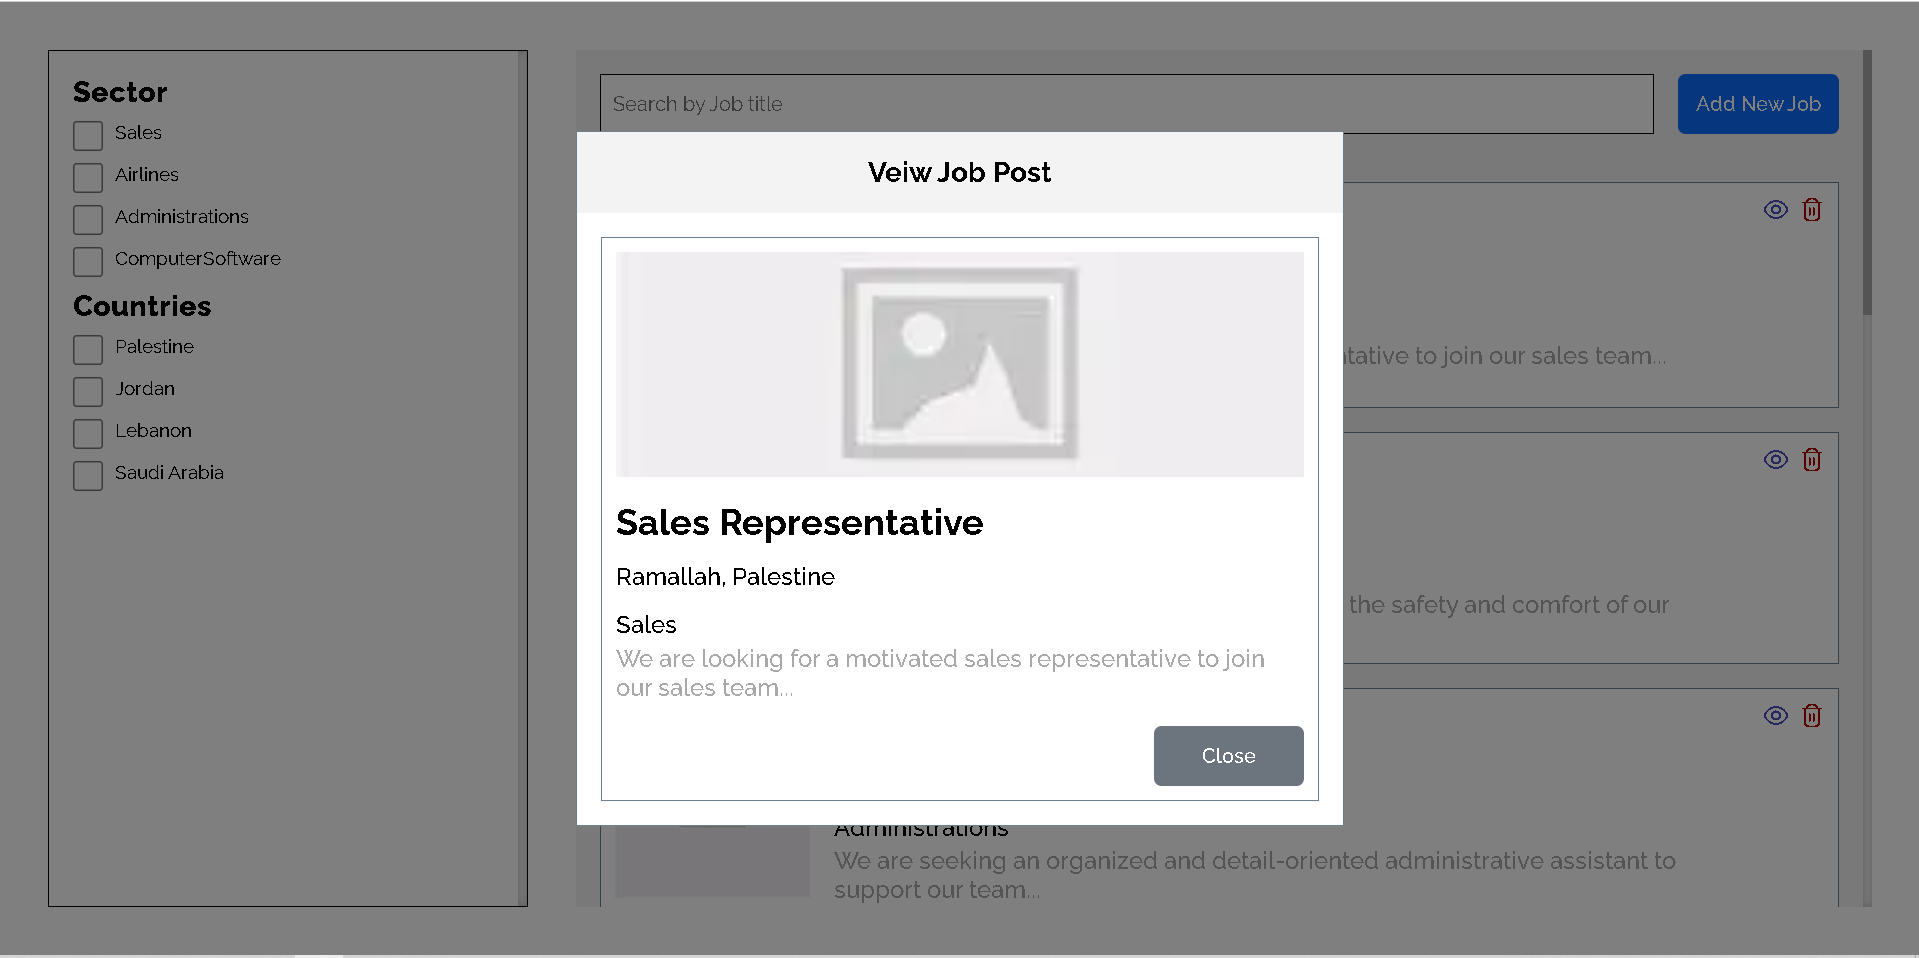 Sector
Sales
Airlines
Administrations
ComputerSoftware
Countries
Palestine
Jordan
Lebanon
Saudi Arabia
Search by Job title
Add New Job
Veiw Job Post
Sales Representative
Ramallah, Palestine
Sales
We are looking for a motivated sales representative to join
our sales team...
Close
to join our sales team...
the safety and comfort of our
Administrations
We are seeking an organized and detail-oriented administrative assistant to
support our team...